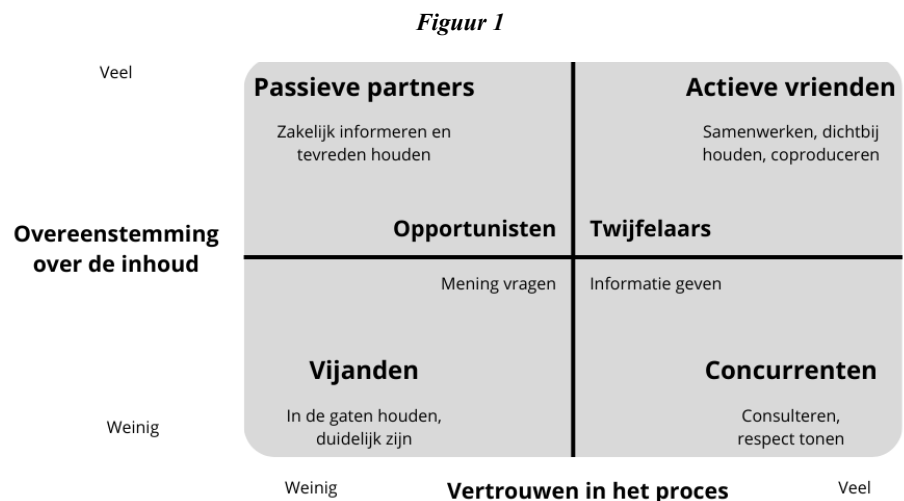 Figuur 1
Veel
Passieve partners
Actieve vrienden
Zakelijk informeren en
tevreden houden
Samenwerken, dichtbij
houden, coproduceren
Overeenstemming
over de inhoud
Opportunisten
Twijfelaars
Mening vragen
Informatie geven
Vijanden
Concurrenten
In de gaten houden,
duidelijk zijn
Consulteren,
respect tonen
Weinig
Weinig
Vertrouwen in het proces
Veel